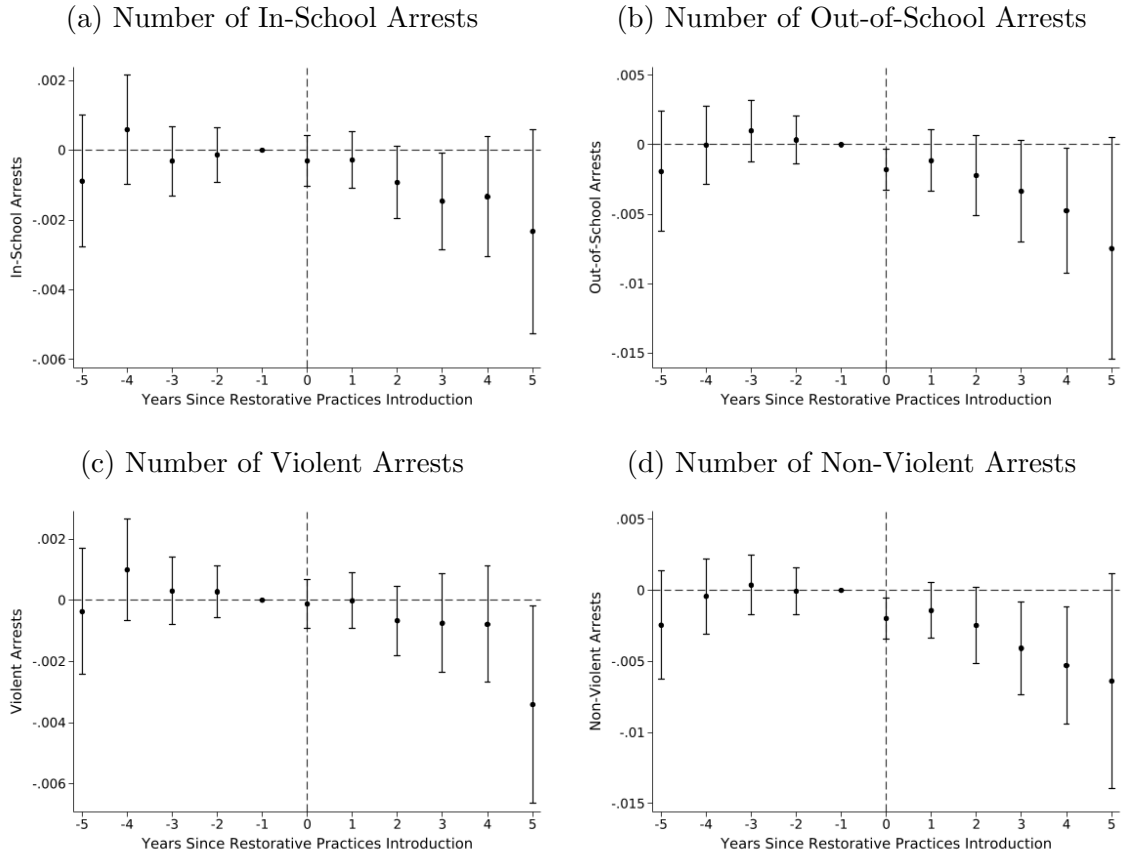 (a) Number of In-School Arrests
.002
0
-.002
-.004
-.006
In-School Arrests
-5 -4 -3 -2 -1 0 1 2 3 4 5
Years Since Restorative Practices Introduction
(b) Number of Out-of-School Arrests
.005
0
-.005
-.01
-.015
Out-of-School Arrests
-5 -4 -3 -2 -1 0 1 2 3 4 5
Years Since Restorative Practices Introduction
(c) Number of Violent Arrests
.002
0
-.002
-.004
-.006
Violent Arrests
-5 -4 -3 -2 -1 0 1 2 3 4 5
Years Since Restorative Practices Introduction
(d) Number of Non-Violent Arrests
.005
0
-.005
-.01
-.015
Non-Violent Arrests
-5 -4 -3 -2 -1 0 1 2 3 4 5
Years Since Restorative Practices Introduction